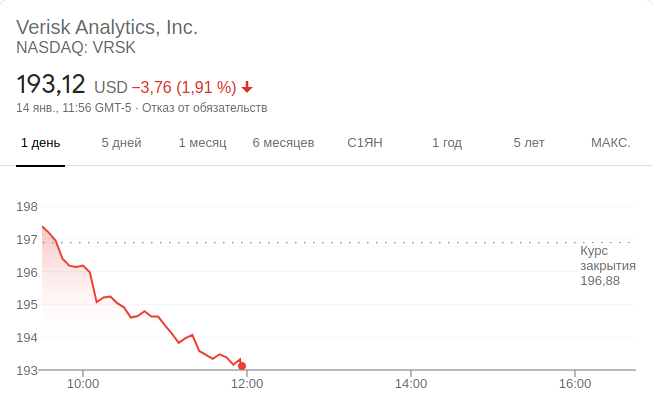 Verisk Analytics, Inc.
NASDAQ: VRSK
193,12 USD −3,76 (1,91 %)
14 янв., 11:56 GMT-5 · Отказ от обязательств
1 день 5 дней 1 месяц 6 месяцев С1ЯН 1 год 5 лет МАКС.
198
197
Курс
закрытия
196,88
196
195
194
193
10:00 12:00 14:00 16:00